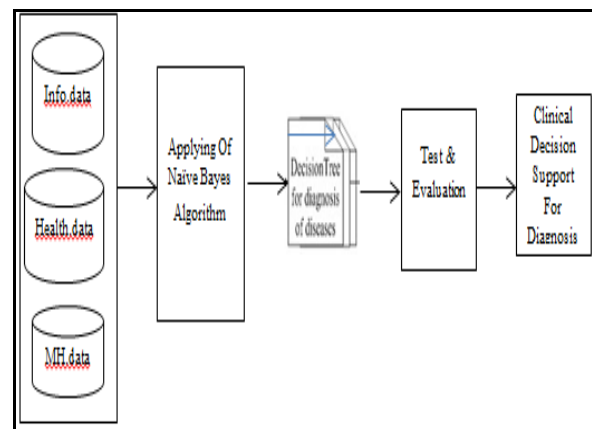 Info.data
Health.data
MH.data
Applying Of
Naïve Bayes
Algorithm
DecisionTree
for diagnosis
of diseases
Test &
Evaluation
Clinical
Decision
Support
For
Diagnosis